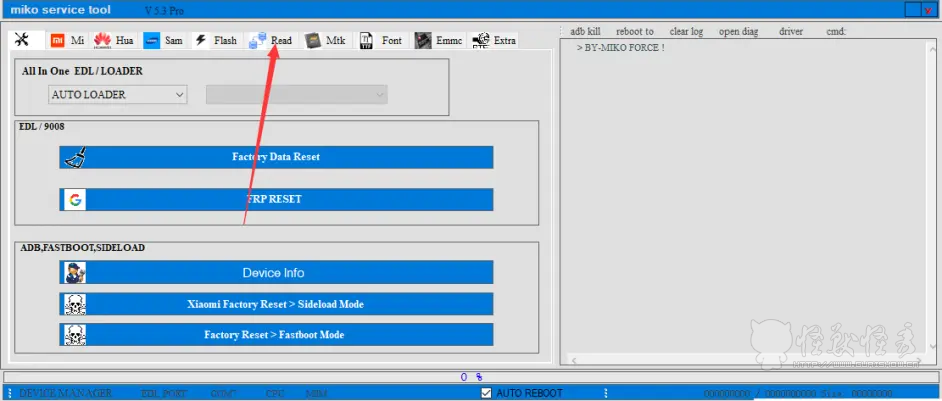 miko service tool V 5.3 Pro
Mi Hua Sam Flash Read Mtk Font Emmc Extra
adb kill reboot to clear log open diag driver cmd:
> BY-MIKO FORCE !
All In One EDL / LOADER
AUTO LOADER
EDL / 9008
Factory Data Reset
FRP RESET
ADB,FASTBOOT,SIDELOAD
Device Info
Xiaomi Factory Reset > Sideload Mode
Factory Reset > Fastboot Mode
0 %
DEVICE MANAGER EDL PORT CPU MSM AUTO REBOOT 00000000 / 0000000000 Size 00000000